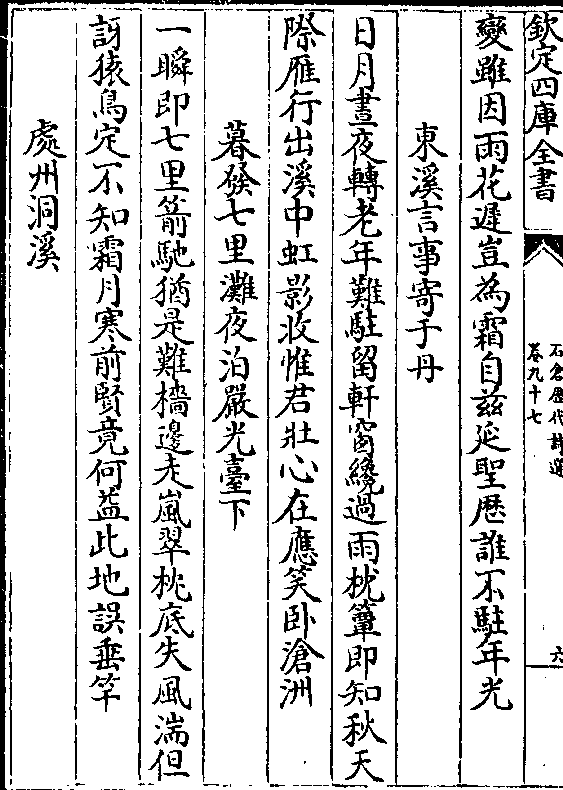 欽定四庫全書
石倉歷代詩選
卷九十七
六
變雖因雨花遲豈為霜自兹延聖歴誰不駐年光
東溪言事寄于丹
日月晝夜轉老年難駐留軒窗纔過雨枕簟即知秋天
際雁行出溪中虹影收惟君壯心在應笑卧滄洲
暮發七里灘夜泊嚴光臺下
一瞬即七里箭馳猶是難檣邊走嵐翠枕底失風湍但
訝猿鳥定不知霜月寒前賢竟何益此地誤垂竿
處州洞溪